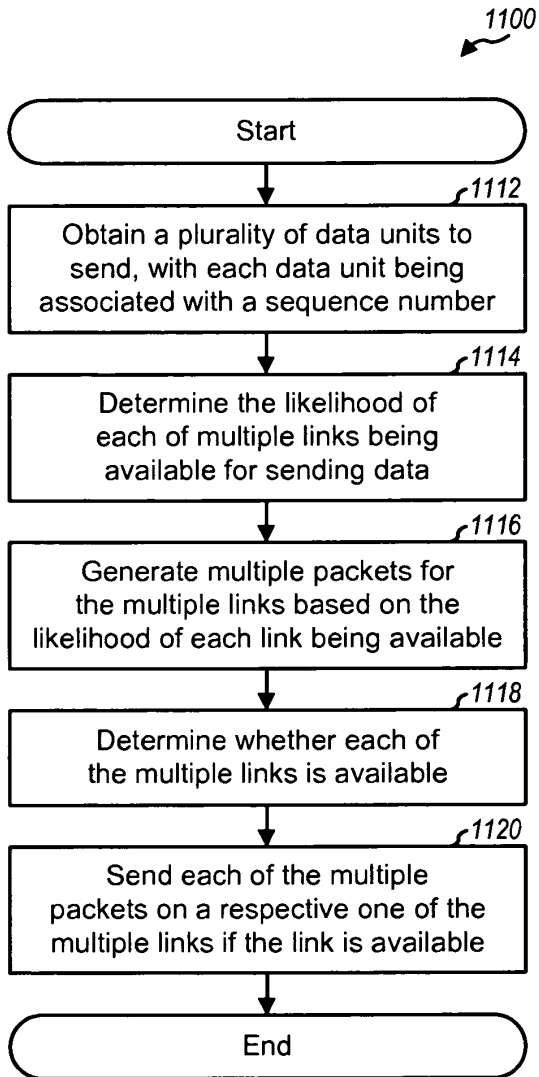 1100
Start
1112
Obtain a plurality of data units to
send, with each data unit being
associated with a sequence number
1114
Determine the likelihood of
each of multiple links being
available for sending data
1116
Generate multiple packets for
the multiple links based on the
likelihood of each link being available
1118
Determine whether each of
the multiple links is available
1120
Send each of the multiple
packets on a respective one of the
multiple links if the link is available
End